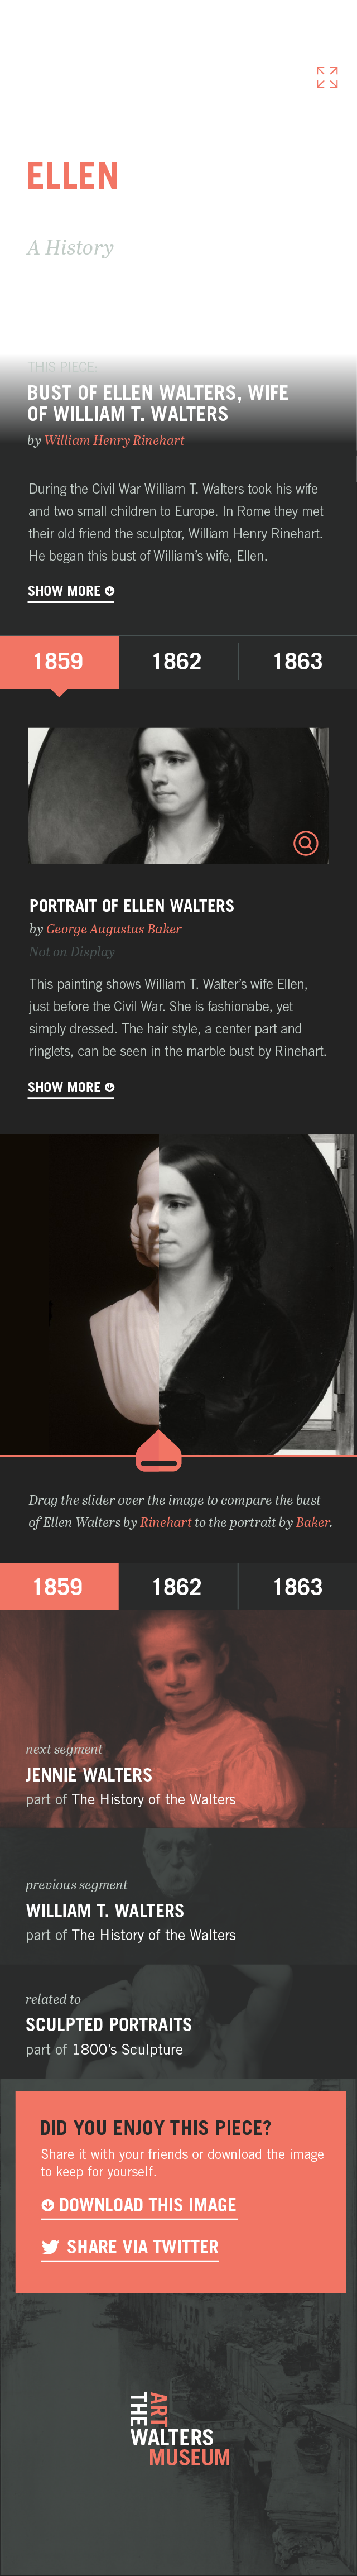 ELLEN
A History
THIS PIECE:
BUST OF ELLEN WALTERS, WIFE
OF WILLIAM T. WALTERS
by William Henry Rinehart
During the Civil War William T. Walters took his wife
and two small children to Europe. In Rome they met
their old friend the sculptor, William Henry Rinehart.
He began this bust of William's wife, Ellen.
SHOW MORE
1859 1862 1863
PORTRAIT OF ELLEN WALTERS
by George Augustus Baker
Not on Display
This painting shows William T. Walter's wife Ellen,
just before the Civil War. She is fashionabe, yet
simply dressed. The hair style, a center part and
ringlets, can be seen in the marble bust by Rinehart.
SHOW MORE
Drag the slider over the image to compare the bust
of Ellen Walters by Rinehart to the portrait by Baker.
1859 1862 1863
next segment
JENNIE WALTERS
part of The History of the Walters
previous segment
WILLIAM T. WALTERS
part of The History of the Walters
related to
SCULPTED PORTRAITS
part of 1800's Sculpture
DID YOU ENJOY THIS PIECE?
Share it with your friends or download the image
to keep for yourself.
DOWNLOAD THIS IMAGE
SHARE VIA TWITTER
THE
ART
WALTERS
MUSEUM